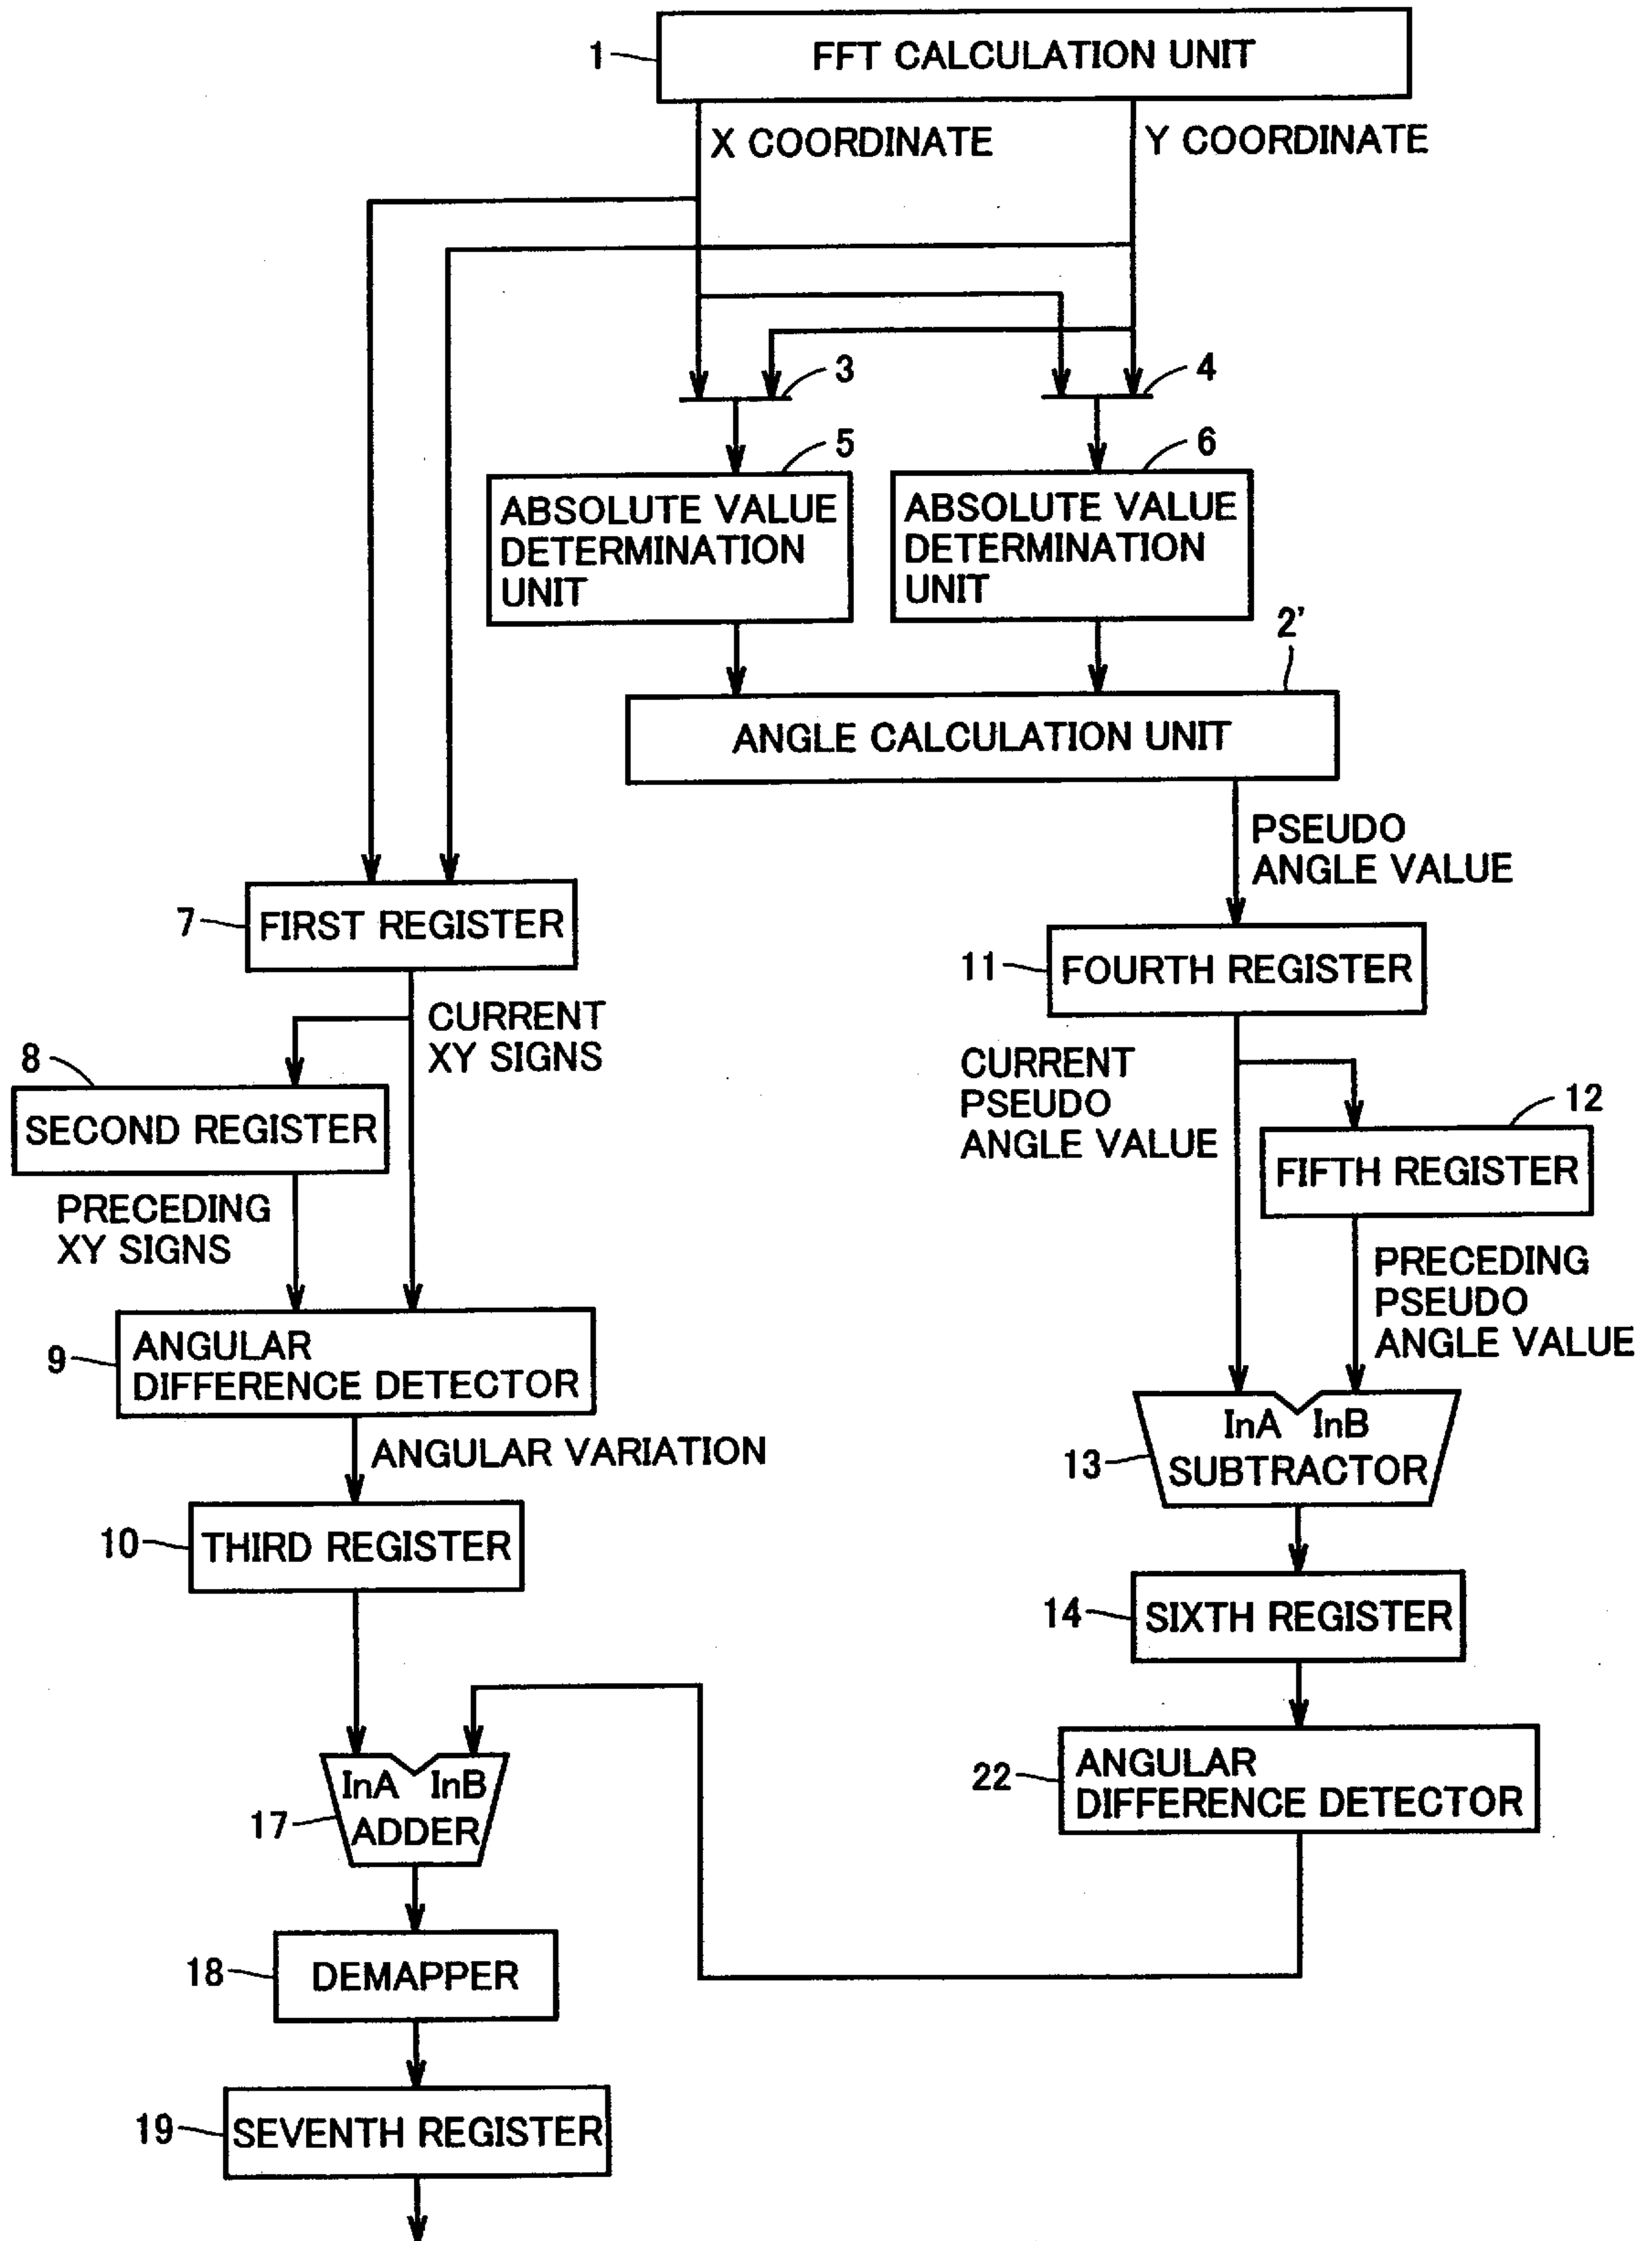 1
FFT CALCULATION UNIT
X COORDINATE
Y COORDINATE
3
4
5
6
ABSOLUTE VALUE
DETERMINATION
UNIT
ABSOLUTE VALUE
DETERMINATION
UNIT
2'
ANGLE CALCULATION UNIT
PSEUDO
ANGLE VALUE
7
FIRST REGISTER
11
FOURTH REGISTER
CURRENT
XY SIGNS
8
SECOND REGISTER
CURRENT
PSEUDO
ANGLE VALUE
12
FIFTH REGISTER
PRECEDING
XY SIGNS
PRECEDING
PSEUDO
ANGLE VALUE
9
ANGULAR
DIFFERENCE DETECTOR
InA InB
13
SUBTRACTOR
ANGULAR VARIATION
10
THIRD REGISTER
14
SIXTH REGISTER
22
ANGULAR
DIFFERENCE DETECTOR
InA InB
17
ADDER
18
DEMAPPER
19
SEVENTH REGISTER